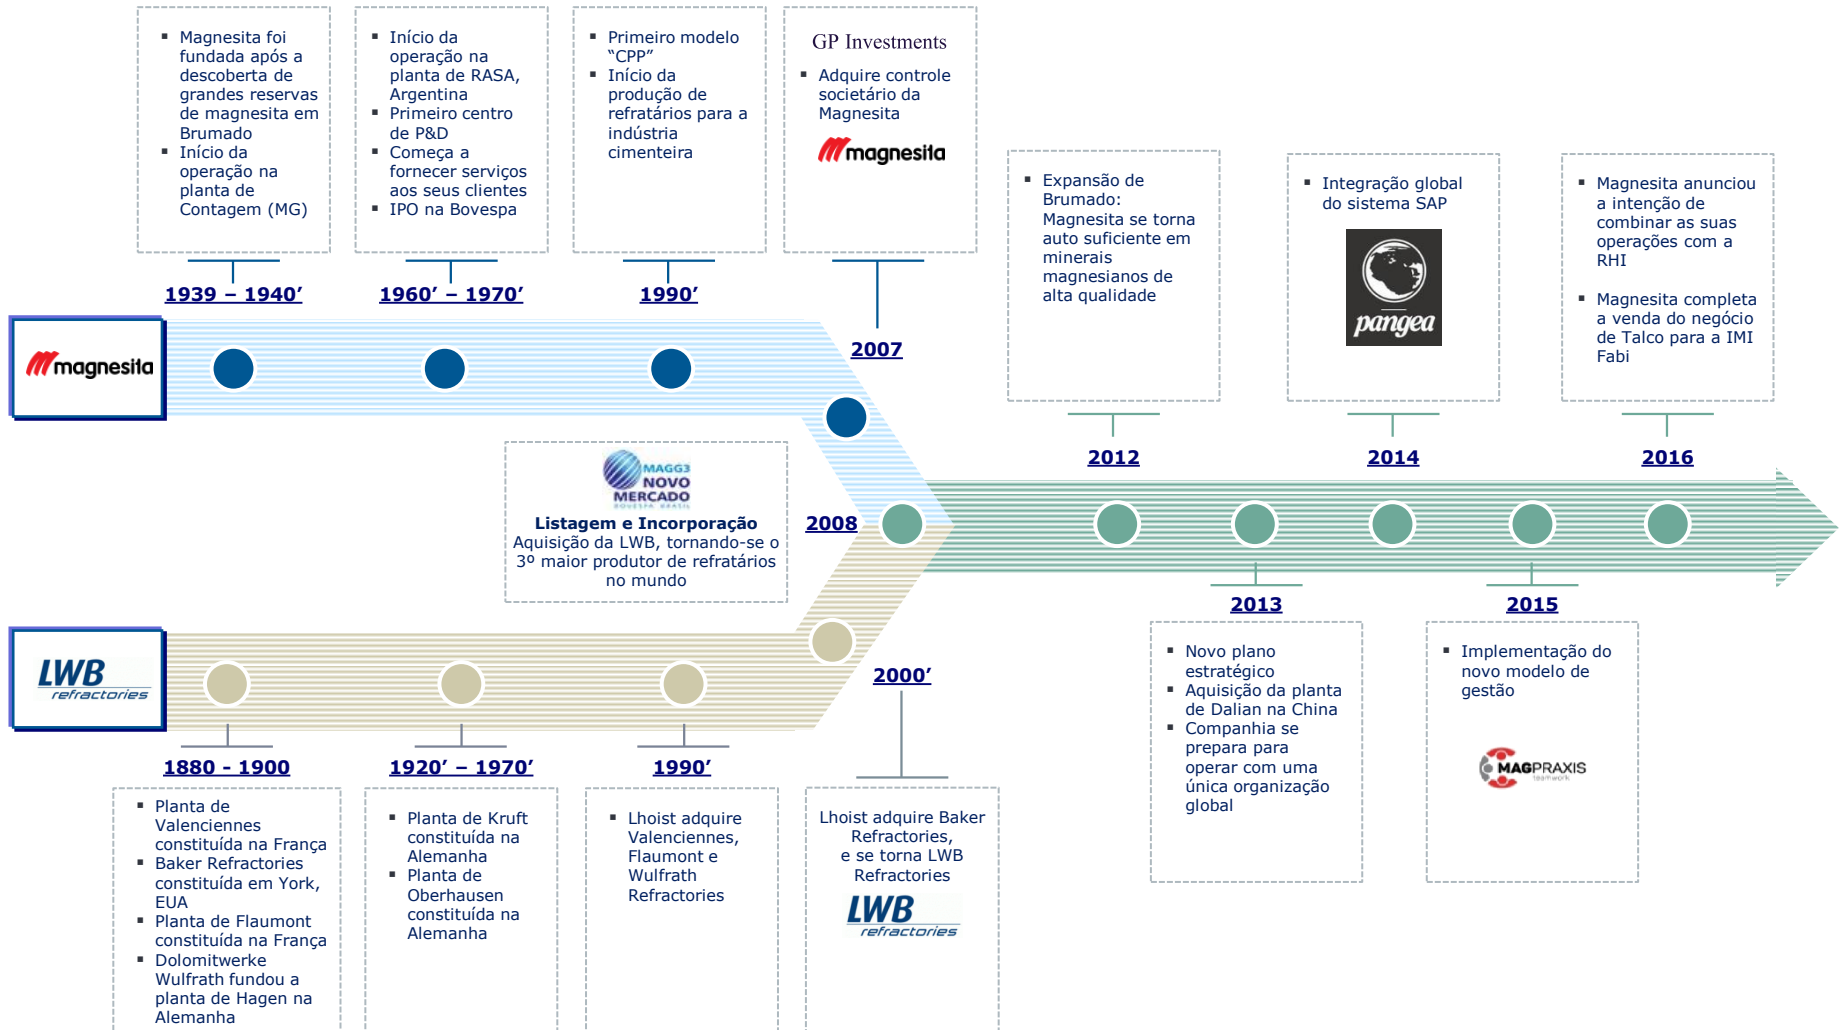 ▪ Magnesita foi
fundada após a
descoberta de
grandes reservas
de magnesita em
Brumado
▪ Início da
operação na
planta de
Contagem (MG)
1939 – 1940’
▪ Início da
operação na
planta de RASA,
Argentina
▪ Primeiro centro
de P&D
▪ Começa a
fornecer serviços
aos seus clientes
▪ IPO na Bovespa
1960’ – 1970’
▪ Primeiro modelo
“CPP”
▪ Início da
produção de
refratários para a
indústria
cimenteira
1990’
GP Investments
▪ Adquire controle
societário da
Magnesita
magnesita
2007
▪ Expansão de
Brumado:
Magnesita se torna
auto suficiente em
minerais
magnesianos de
alta qualidade
2012
▪ Integração global
do sistema SAP
pangea
2014
▪ Magnesita anunciou
a intenção de
combinar as suas
operações com a
RHI
▪ Magnesita completa
a venda do negócio
de Talco para a IMI
Fabi
2016
magnesita
MAGG3
NOVO
MERCADO
BOVESPA BRASIL
Listagem e Incorporação
Aquisição da LWB, tornando-se o
3º maior produtor de refratários
no mundo
2008
LWB
refractories
1880 - 1900
▪ Planta de
Valenciennes
constituída na França
▪ Baker Refractories
constituída em York,
EUA
▪ Planta de Flaumont
constituída na França
▪ Dolomitwerke
Wulfrath fundou a
planta de Hagen na
Alemanha
1920’ – 1970’
▪ Planta de Kruft
constituída na
Alemanha
▪ Planta de
Oberhausen
constituída na
Alemanha
1990’
▪ Lhoist adquire
Valenciennes,
Flaumont e
Wulfrath
Refractories
2000’
Lhoist adquire Baker
Refractories,
e se torna LWB
Refractories
LWB
refractories
2013
▪ Novo plano
estratégico
▪ Aquisição da planta
de Dalian na China
▪ Companhia se
prepara para
operar com uma
única organização
global
2015
▪ Implementação do
novo modelo de
gestão
MAGPRAXIS
teamwork